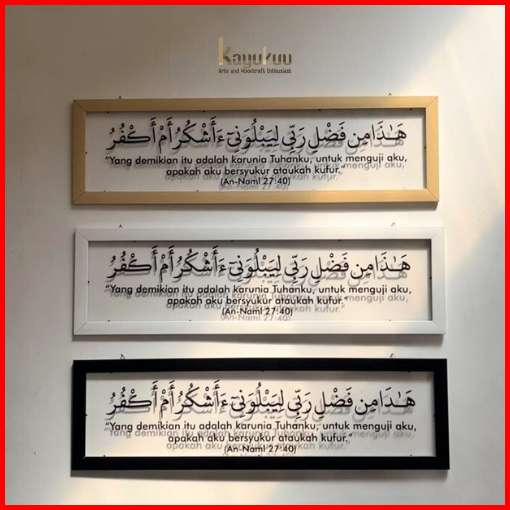 Kayukuu
Arts and Woodcraft Enthusiast
هَٰذَا مِن فَضْلِ رَبِّي لِيَبْلُوَنِيٓ ءَأَشْكُرُ أَمْ أَكْفُرُ
"Yang demikian itu adalah karunia Tuhanku, untuk menguji aku,
apakah aku bersyukur ataukah kufur."
(An-Naml 27:40)
هَٰذَا مِن فَضْلِ رَبِّي لِيَبْلُوَنِيٓ ءَأَشْكُرُ أَمْ أَكْفُرُ
"Yang demikian itu adalah karunia Tuhanku, untuk menguji aku,
apakah aku bersyukur ataukah kufur."
(An-Naml 27:40)
هَٰذَا مِن فَضْلِ رَبِّي لِيَبْلُوَنِيٓ ءَأَشْكُرُ أَمْ أَكْفُرُ
"Yang demikian itu adalah karunia Tuhanku, untuk menguji aku,
apakah aku bersyukur ataukah kufur."
(An-Naml 27:40)